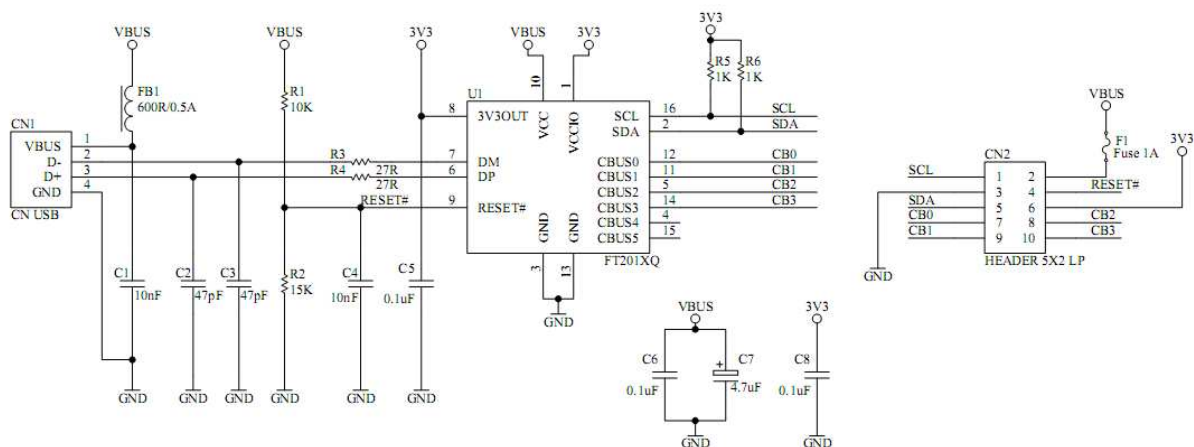 VBUS
VBUS
3V3
VBUS
3V3
3V3
FB1
600R/0.5A
R1
10K
U1
10
1
R5
1K
R6
1K
VBUS
3V3
CN1
VBUS 1
D- 2
D+ 3
GND 4
CN USB
R3
27R
R4
27R
RESET#
8 3V3OUT
7 DM
6 DP
9 RESET#
VCC
VCCIO
GND
GND
SCL 16 SCL
SDA 2 SDA
CBUS0 12 CB0
CBUS1 11 CB1
CBUS2 5 CB2
CBUS3 14 CB3
CBUS4 4
CBUS5 15
FT201XQ
3
13
GND
F1
Fuse 1A
CN2
SCL 1 2
3 4 RESET#
SDA 5 6
CB0 7 8 CB2
CB1 9 10 CB3
HEADER 5X2 LP
GND
C1
10nF
C2
47pF
C3
47pF
R2
15K
C4
10nF
C5
0.1uF
GND
GND
GND
GND
GND
GND
VBUS
3V3
C6
0.1uF
+
C7
4.7uF
C8
0.1uF
GND
GND